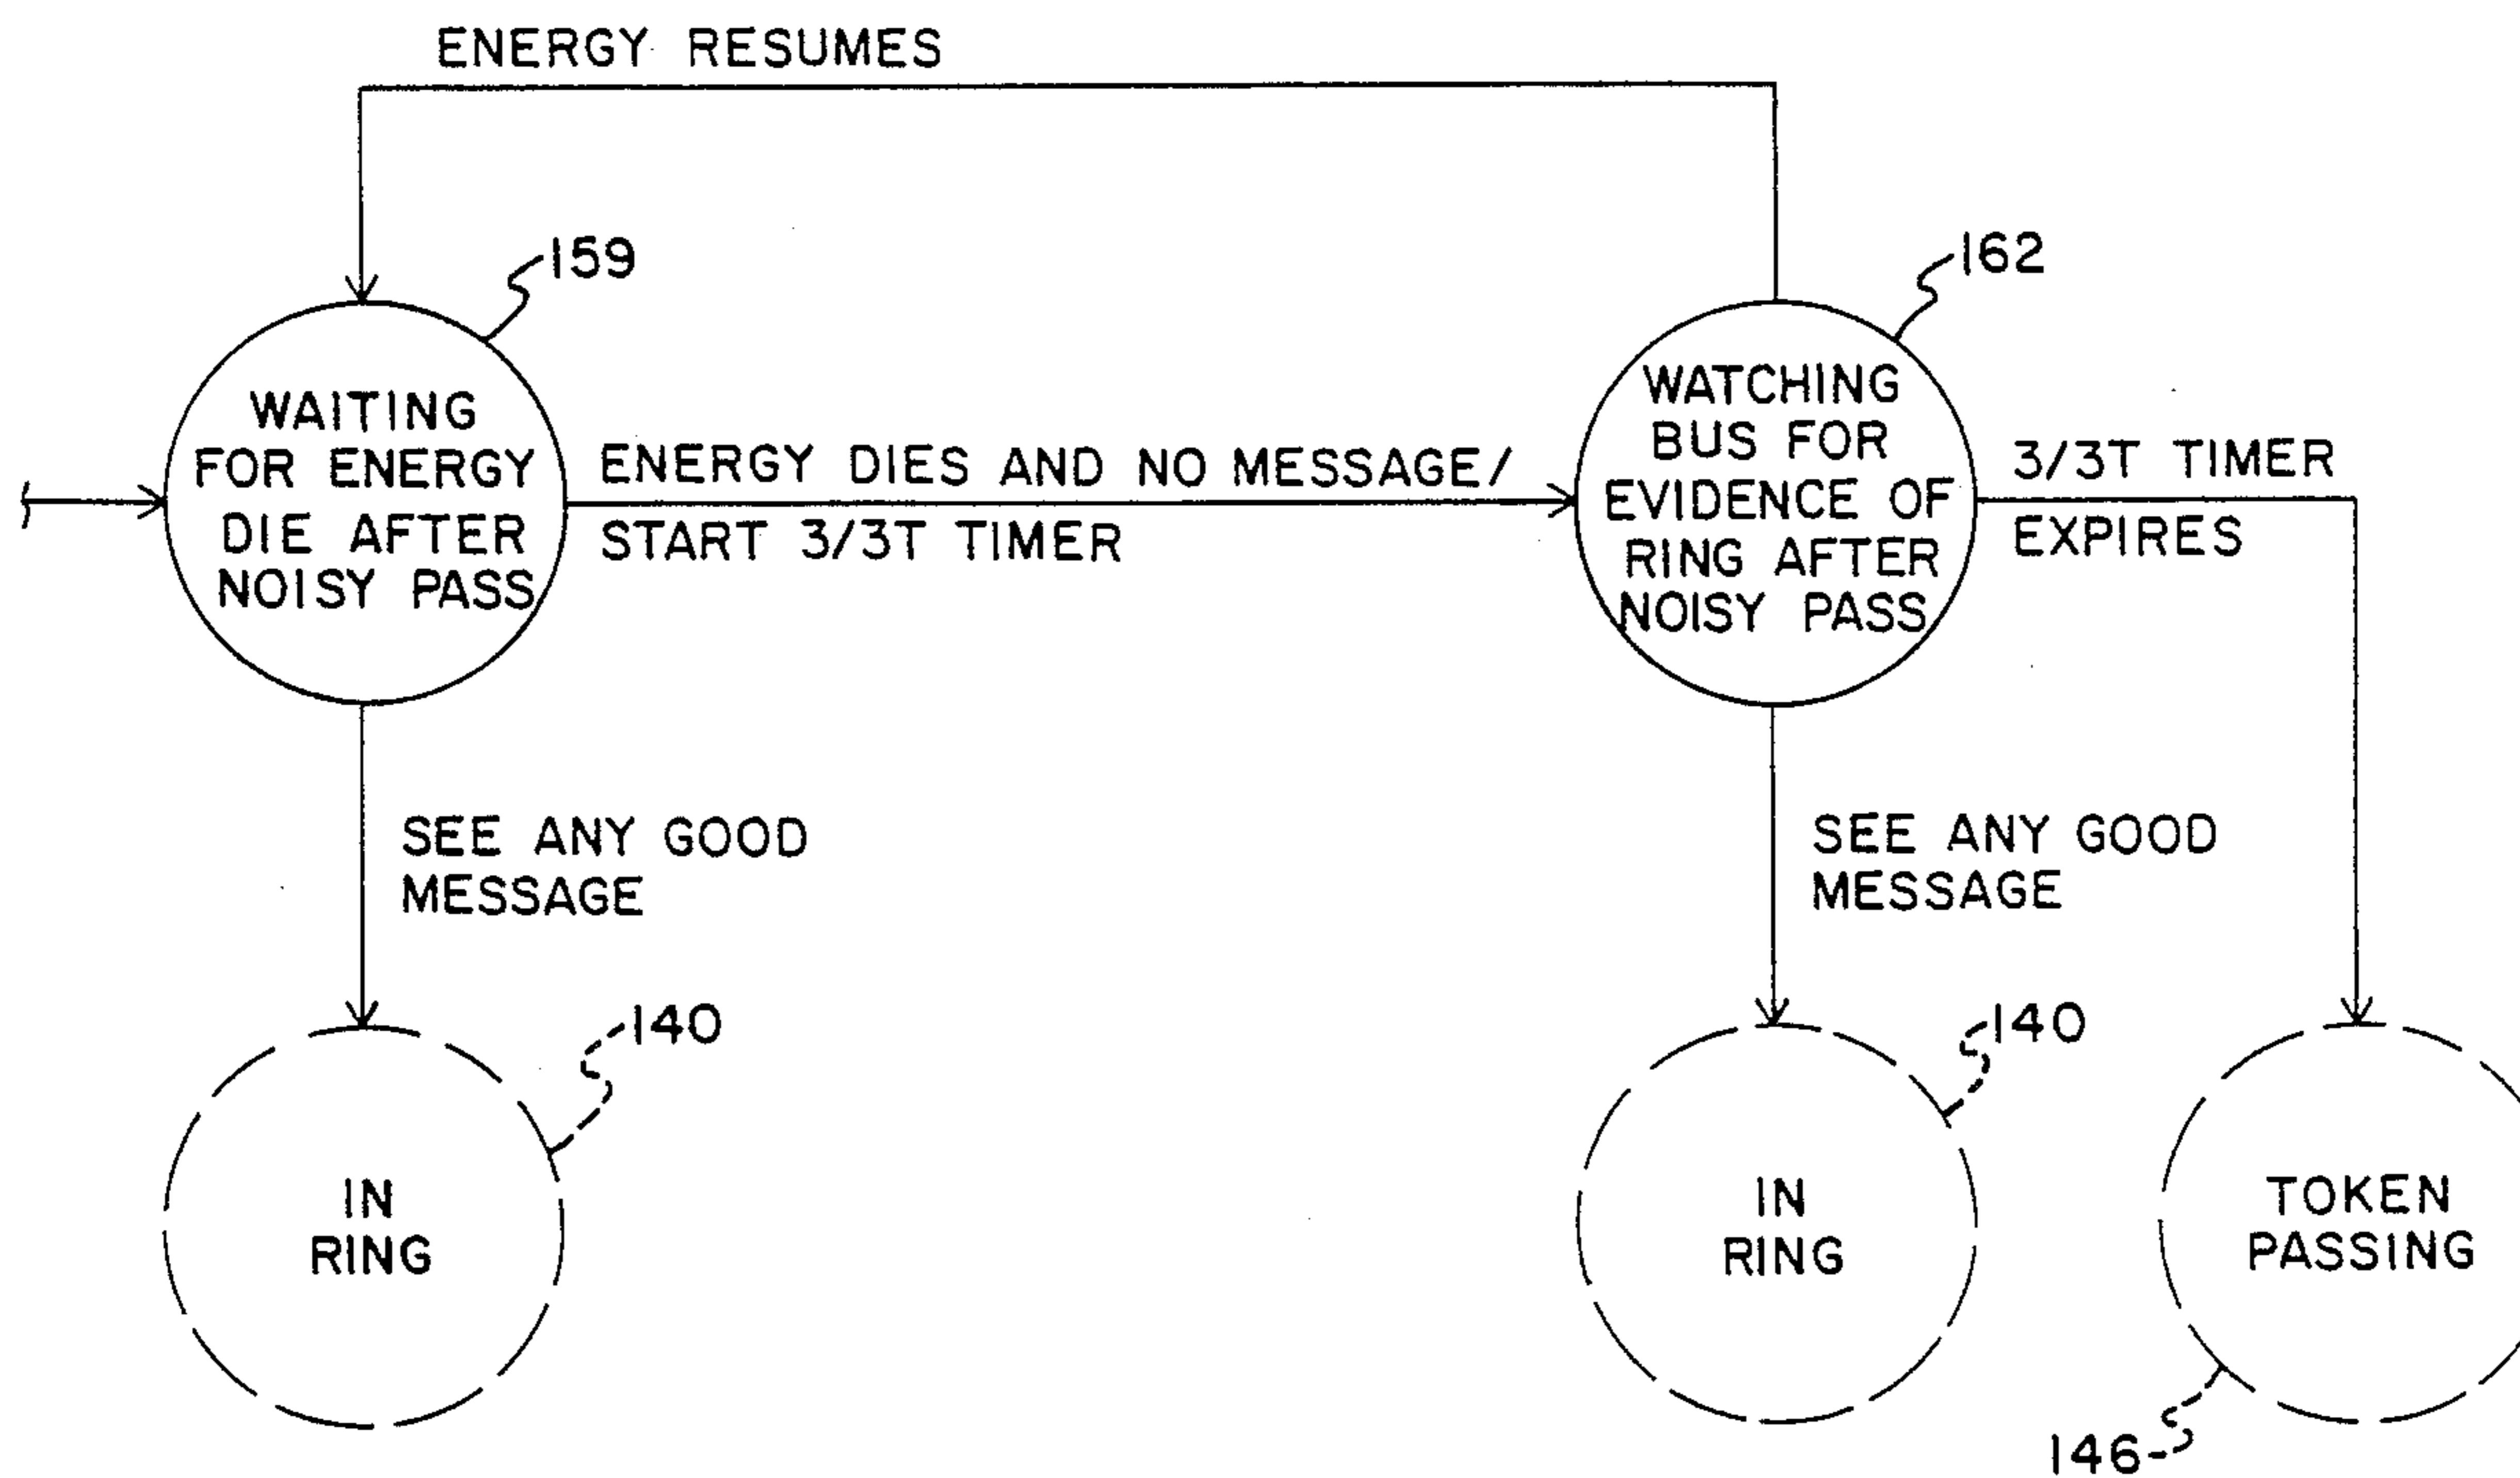 ENERGY RESUMES
159
162
WAITING
FOR ENERGY
DIE AFTER
NOISY PASS
ENERGY DIES AND NO MESSAGE/
START 3/3T TIMER
WATCHING
BUS FOR
EVIDENCE OF
RING AFTER
NOISY PASS
3/3T TIMER
EXPIRES
SEE ANY GOOD
MESSAGE
SEE ANY GOOD
MESSAGE
140
140
IN
RING
IN
RING
TOKEN
PASSING
146